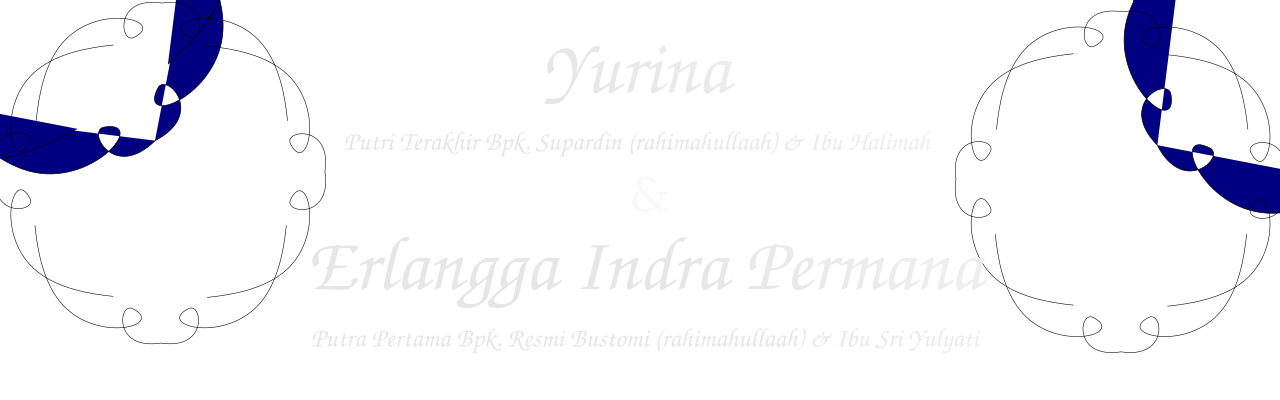 Yurina
Putri Terakhir Bpk. Supardin (rahimahullaah) & Ibu Halimah
&
Erlangga Indra Permana
Putra Pertama Bpk. Resmi Bustomi (rahimahullaah) & Ibu Sri Yulyati